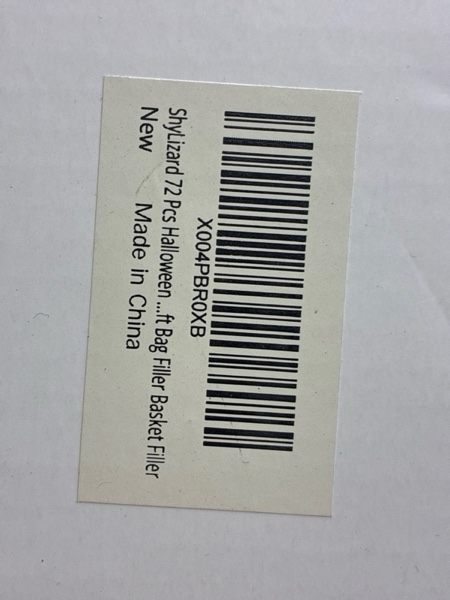 X004PBR0XB
ShyLizard 72 Pcs Halloween ...ft Bag Filler Basket Filler
New Made in China